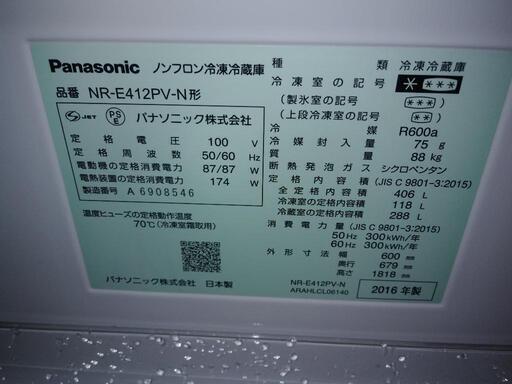 Panasonic ノンフロン冷凍冷蔵庫
品番 NR-E412PV-N形
S JET PS E パナソニック株式会社
定格電圧 100 V
定格周波数 50/60 Hz
電動機の定格消費電力 87/87 W
電熱装置の定格消費電力 174 W
製造番号 A 6908546
温度ヒューズの定格動作温度
70℃(冷凍室霜取用)
パナソニック株式会社 日本製
種類 冷凍冷蔵庫
冷凍室の記号 * ***
(製氷室の記号 ** )
(上段冷凍室の記号 ** )
冷媒 R600a
冷媒封入量 75 g
質量 88 kg
断熱発泡ガス シクロペンタン
定格内容積 (JIS C 9801-3:2015)
全定格内容積 406 L
冷凍室の定格内容積 118 L
冷蔵室の定格内容積 288 L
消費電力量 (JIS C 9801-3:2015)
50 Hz 300 kWh/年
60 Hz 300 kWh/年
外形寸法 幅 600 mm
奥行 679 mm
高さ 1818 mm
NR-E412PV-N
ARAHLCL06140
2016 年製